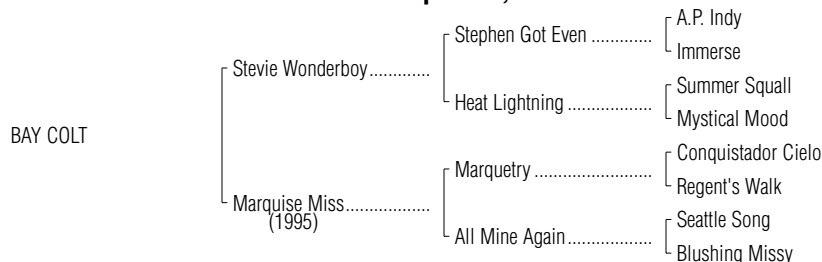 A.P. Indy
Stephen Got Even .............
Immerse
Stevie Wonderboy.............
Summer Squall
Heat Lightning ..................
Mystical Mood
BAY COLT
Conquistador Cielo
Marquetry .........................
Regent's Walk
Marquise Miss..................
(1995)
Seattle Song
All Mine Again..................
Blushing Missy